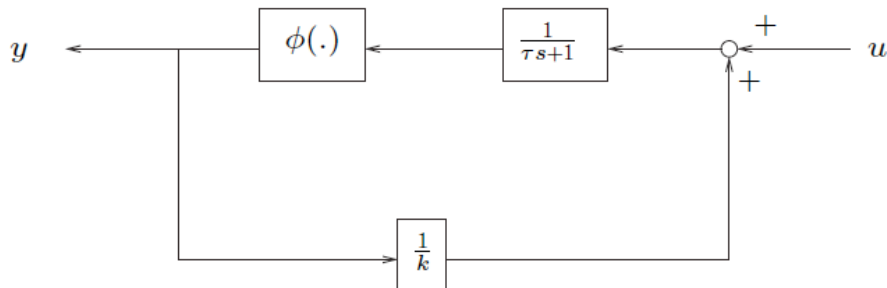 y
ϕ(.)
1/(τs+1)
+
u
+
1/k